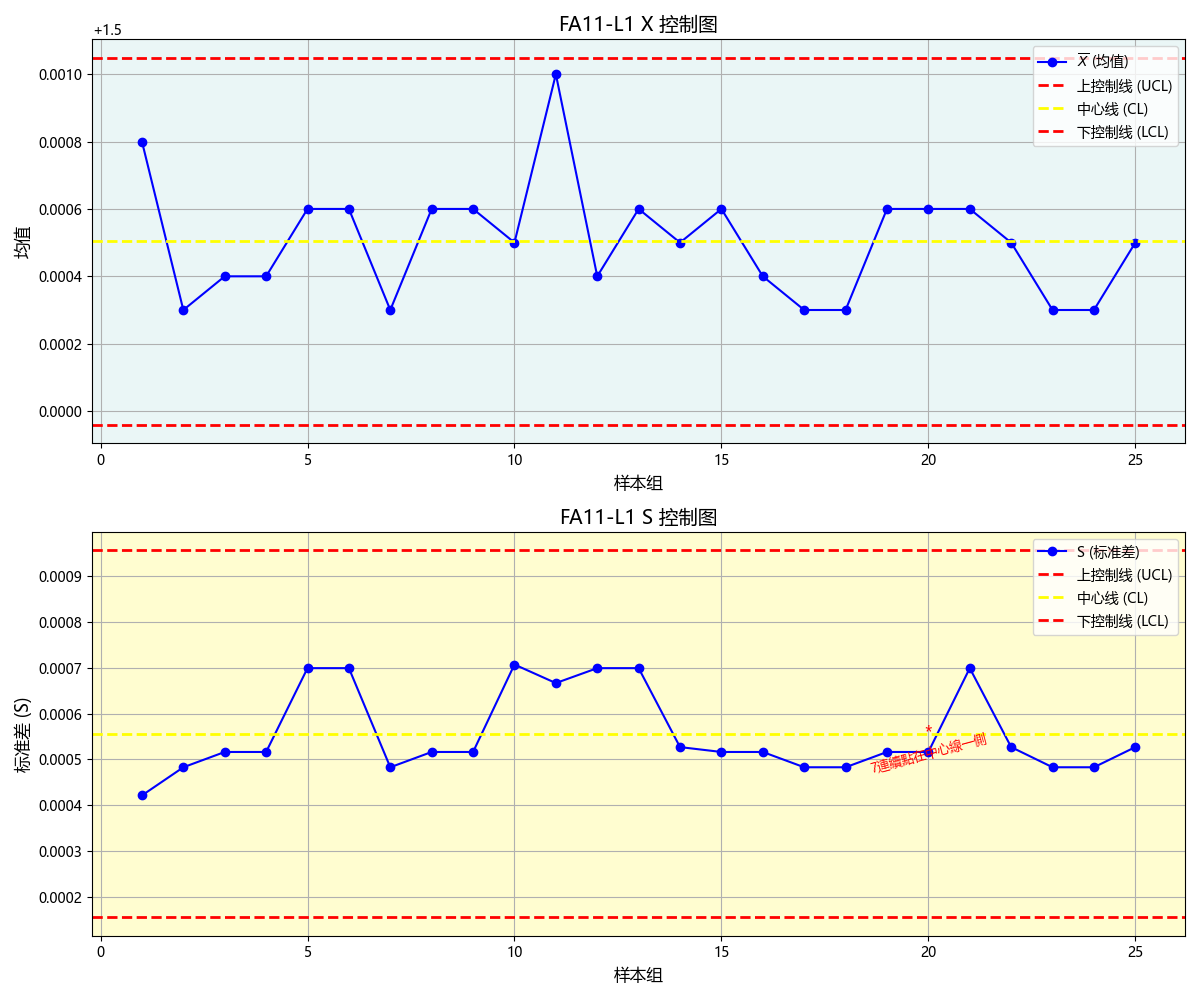 FA11-L1 X 控制图
+1.5
0.0010
0.0008
0.0006
0.0004
0.0002
0.0000
均值
X (均值)
上控制线 (UCL)
中心线 (CL)
下控制线 (LCL)
0 5 10 15 20 25
样本组
FA11-L1 S 控制图
0.0009
0.0008
0.0007
0.0006
0.0005
0.0004
0.0003
0.0002
标准差 (S)
S (标准差)
上控制线 (UCL)
中心线 (CL)
下控制线 (LCL)
*
7連續點在中心線一側
0 5 10 15 20 25
样本组